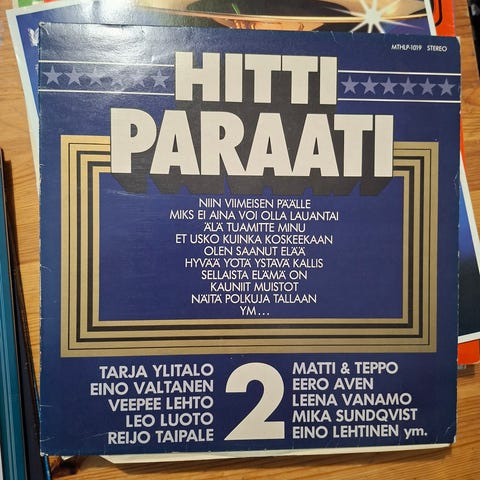 MTHLP-1019 STEREO
HITTI
PARAATI
NIIN VIIMEISEN PÄÄLLE
MIKS EI AINA VOI OLLA LAUANTAI
ÄLÄ TUAMITTE MINU
ET USKO KUINKA KOSKEEKAAN
OLEN SAANUT ELÄÄ
HYVÄÄ YÖTÄ YSTÄVÄ KALLIS
SELLAISTA ELÄMÄ ON
KAUNIIT MUISTOT
NÄITÄ POLKUJA TALLAAN
YM...
TARJA YLITALO
EINO VALTANEN
VEEPEE LEHTO
LEO LUOTO
REIJO TAIPALE
2
MATTI & TEPPO
EERO AVEN
LEENA VANAMO
MIKA SUNDQVIST
EINO LEHTINEN ym.